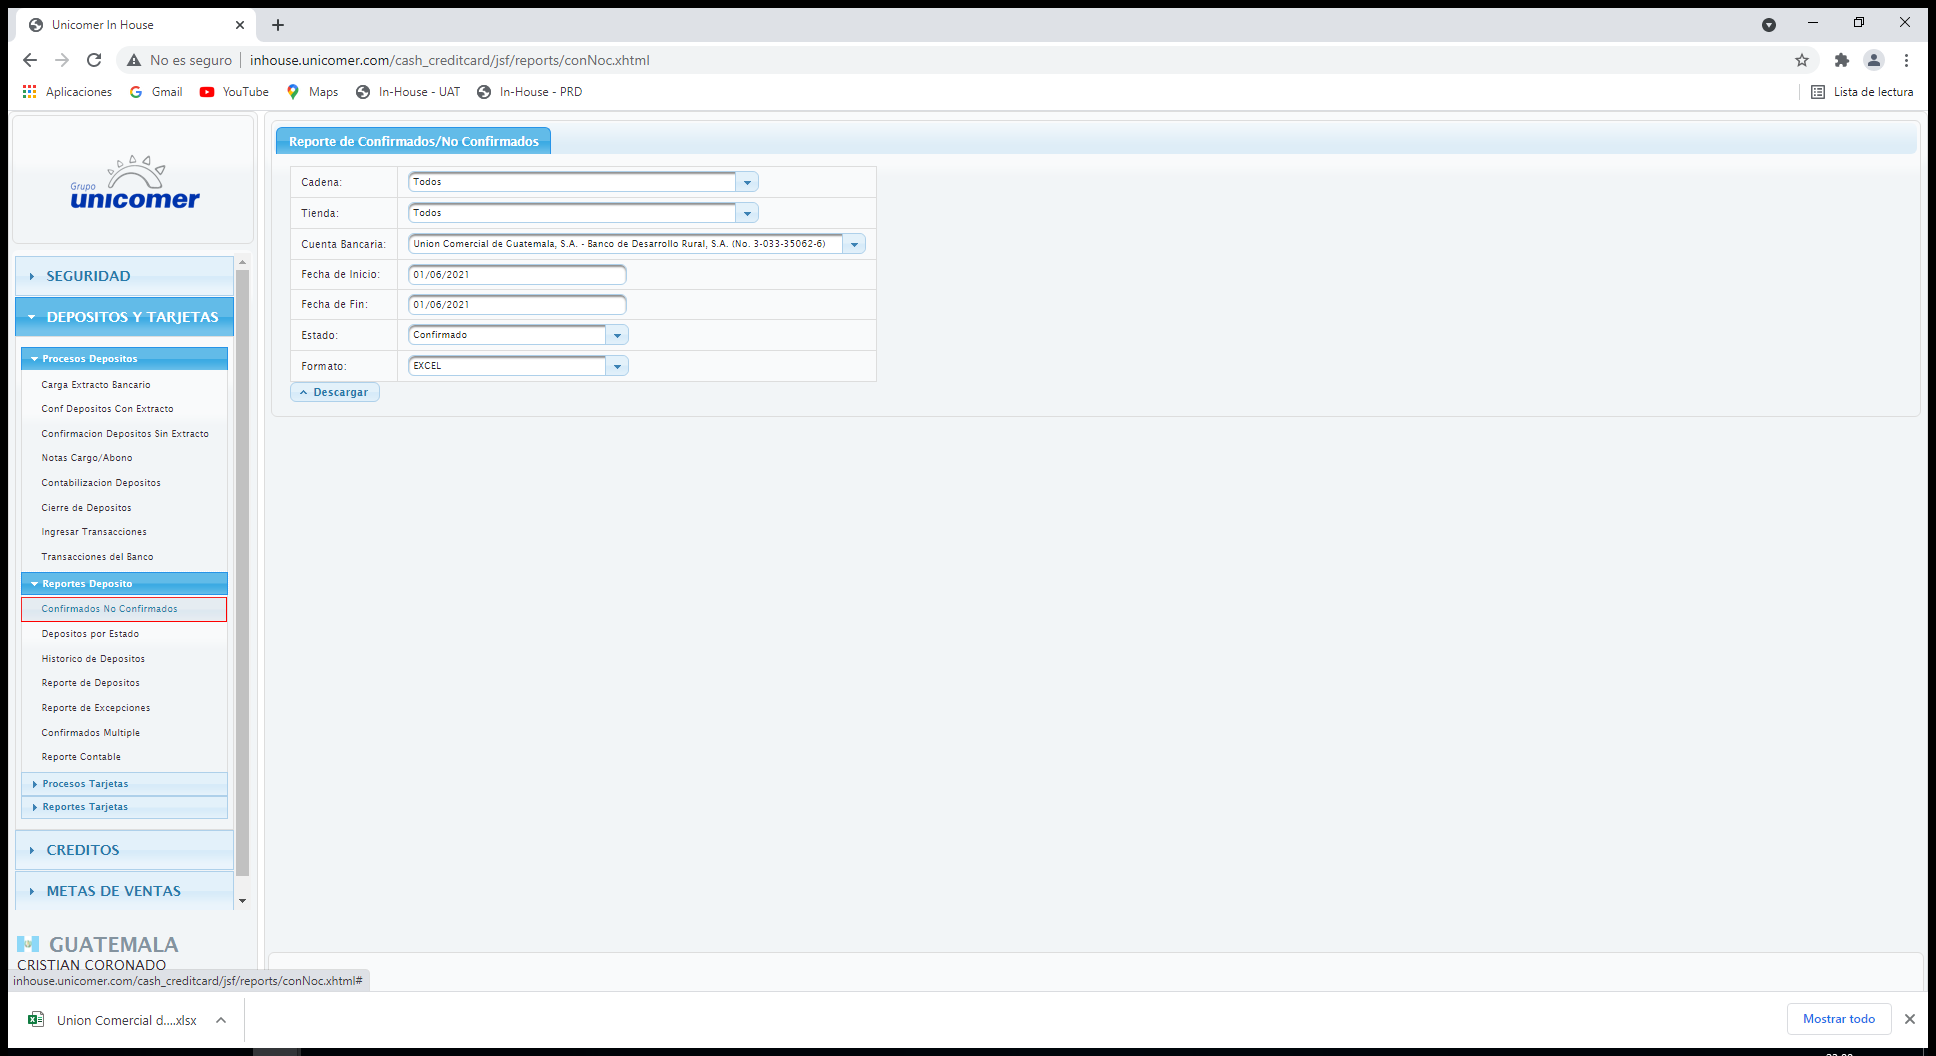 Unicomer In House
No es seguro
inhouse.unicomer.com/cash_creditcard/jsf/reports/conNoc.xhtml
Aplicaciones
Gmail
YouTube
Maps
In-House - UAT
In-House - PRD
Lista de lectura
Grupo
unicomer
SEGURIDAD
DEPOSITOS Y TARJETAS
Procesos Depositos
Carga Extracto Bancario
Conf Depositos Con Extracto
Confirmacion Depositos Sin Extracto
Notas Cargo/Abono
Contabilizacion Depositos
Cierre de Depositos
Ingresar Transacciones
Transacciones del Banco
Reportes Deposito
Confirmados No Confirmados
Depositos por Estado
Historico de Depositos
Reporte de Depositos
Reporte de Excepciones
Confirmados Multiple
Reporte Contable
Procesos Tarjetas
Reportes Tarjetas
CREDITOS
METAS DE VENTAS
GUATEMALA
CRISTIAN CORONADO
inhouse.unicomer.com/cash_creditcard/jsf/reports/conNoc.xhtml#
Reporte de Confirmados/No Confirmados
Cadena: Todos
Tienda: Todos
Cuenta Bancaria: Union Comercial de Guatemala, S.A. - Banco de Desarrollo Rural, S.A. (No. 3-033-35062-6)
Fecha de Inicio: 01/06/2021
Fecha de Fin: 01/06/2021
Estado: Confirmado
Formato: EXCEL
Descargar
Union Comercial d....xlsx
Mostrar todo